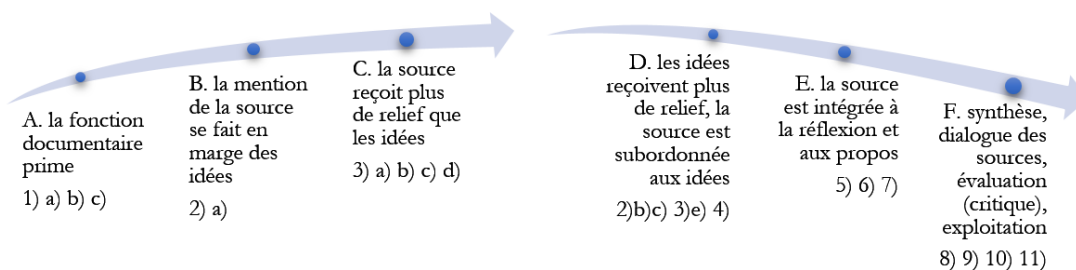 A. la fonction
documentaire
prime
1) a) b) c)
B. la mention
de la source
se fait en
marge des
idées
2) a)
C. la source
reçoit plus
de relief que
les idées
3) a) b) c) d)
D. les idées
reçoivent plus
de relief, la
source est
subordonnée
aux idées
2)b)c) 3)e) 4)
E. la source
est intégrée à
la réflexion et
aux propos
5) 6) 7)
F. synthèse,
dialogue des
sources,
évaluation
(critique),
exploitation
8) 9) 10) 11)